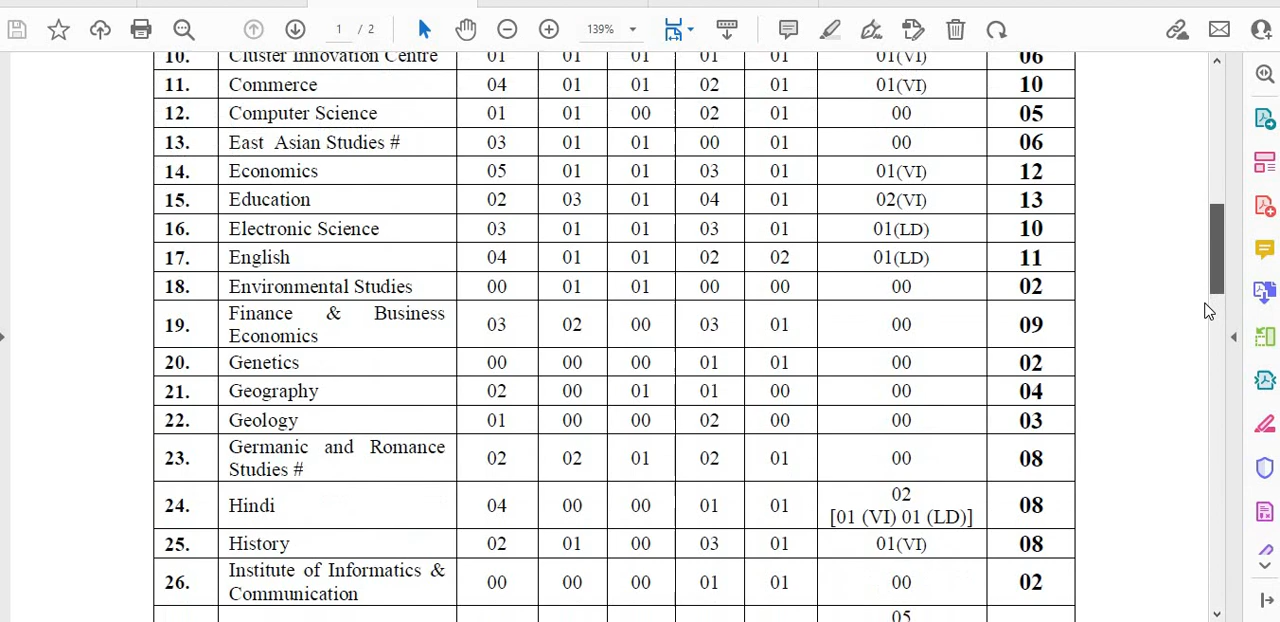 1 / 2
139%
10. Cluster Innovation Centre 01 01 01 01 01 01(VI) 06
11. Commerce 04 01 01 02 01 01(VI) 10
12. Computer Science 01 01 00 02 01 00 05
13. East Asian Studies # 03 01 01 00 01 00 06
14. Economics 05 01 01 03 01 01(VI) 12
15. Education 02 03 01 04 01 02(VI) 13
16. Electronic Science 03 01 01 03 01 01(LD) 10
17. English 04 01 01 02 02 01(LD) 11
18. Environmental Studies 00 01 01 00 00 00 02
19. Finance & Business
Economics 03 02 00 03 01 00 09
20. Genetics 00 00 00 01 01 00 02
21. Geography 02 00 01 01 00 00 04
22. Geology 01 00 00 02 00 00 03
23. Germanic and Romance
Studies # 02 02 01 02 01 00 08
24. Hindi 04 00 00 01 01 02 08
[01 (VI) 01 (LD)]
25. History 02 01 00 03 01 01(VI) 08
26. Institute of Informatics &
Communication 00 00 00 01 01 00 02
05